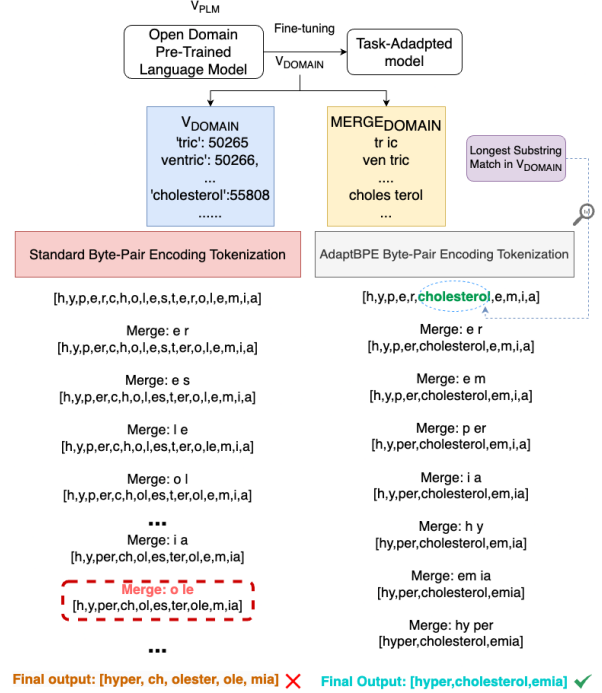 V_PLM
Open Domain
Pre-Trained
Language Model
Fine-tuning
V_DOMAIN
Task-Adadpted
model
V_DOMAIN
'tric': 50265
ventric': 50266,
...
'cholesterol':55808
......
MERGE_DOMAIN
tr ic
ven tric
....
choles terol
...
Longest Substring
Match in V_DOMAIN
Standard Byte-Pair Encoding Tokenization
[h,y,p,e,r,c,h,o,l,e,s,t,e,r,o,l,e,m,i,a]
Merge: e r
[h,y,p,er,c,h,o,l,e,s,t,er,o,l,e,m,i,a]
Merge: e s
[h,y,p,er,c,h,o,l,es,t,er,o,l,e,m,i,a]
Merge: l e
[h,y,p,er,c,h,o,l,es,t,er,o,le,m,i,a]
Merge: o l
[h,y,p,er,c,h,ol,es,t,er,ol,e,m,i,a]
...
Merge: i a
[h,y,per,ch,ol,es,ter,ol,e,m,ia]
Merge: o le
[h,y,per,ch,ol,es,ter,ole,m,ia]
...
Final output: [hyper, ch, olester, ole, mia]
AdaptBPE Byte-Pair Encoding Tokenization
[h,y,p,e,r,cholesterol,e,m,i,a]
Merge: e r
[h,y,p,er,cholesterol,e,m,i,a]
Merge: e m
[h,y,p,er,cholesterol,em,i,a]
Merge: p er
[h,y,per,cholesterol,em,i,a]
Merge: i a
[h,y,per,cholesterol,em,ia]
Merge: h y
[hy,per,cholesterol,em,ia]
Merge: em ia
[hy,per,cholesterol,emia]
Merge: hy per
[hyper,cholesterol,emia]
Final Output: [hyper,cholesterol,emia]